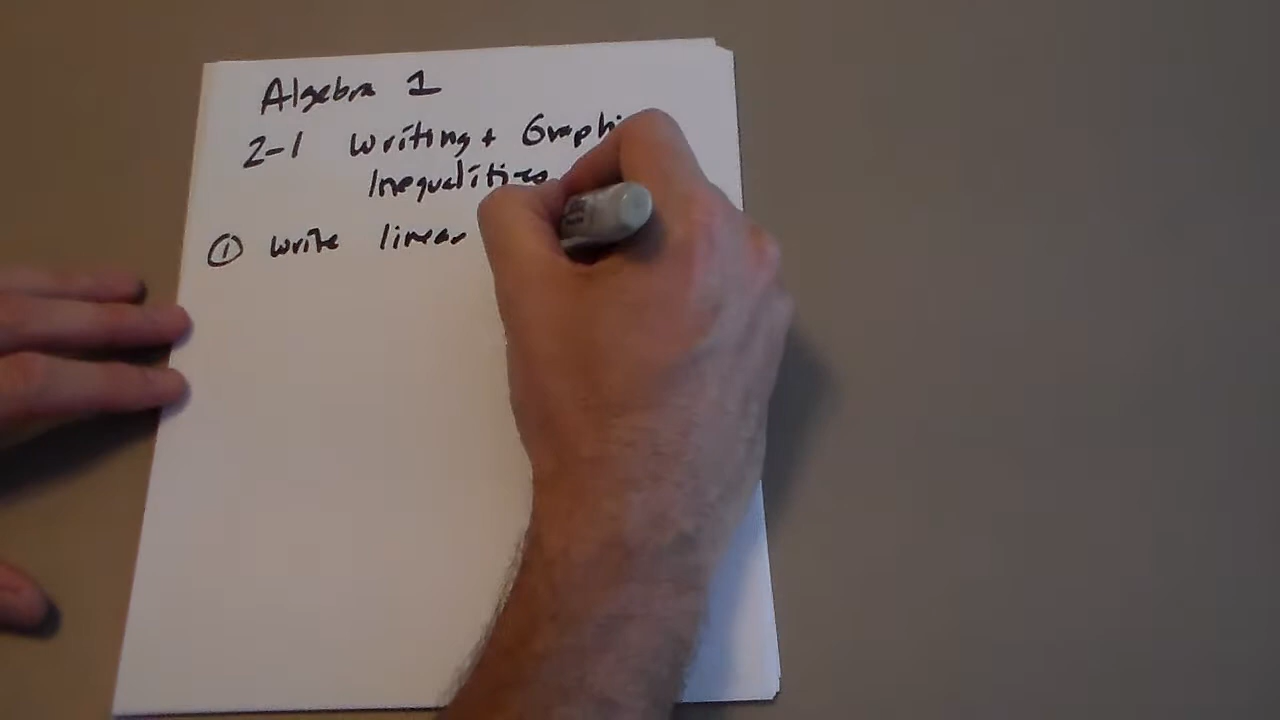 Algebra 1
2-1 Writing + Graphi
Inequalities
① write linear